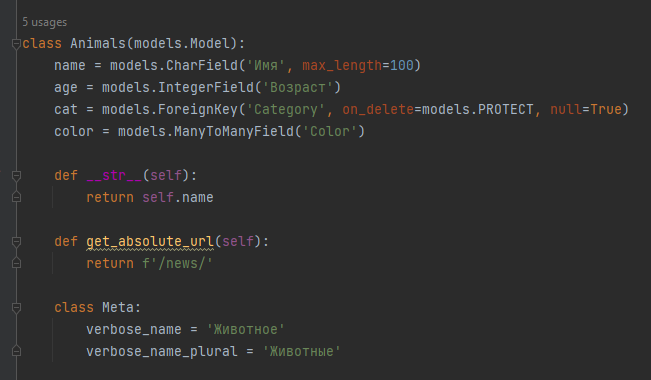 5 usages
class Animals(models.Model):
    name = models.CharField('Имя', max_length=100)
    age = models.IntegerField('Возраст')
    cat = models.ForeignKey('Category', on_delete=models.PROTECT, null=True)
    color = models.ManyToManyField('Color')
    def __str__(self):
        return self.name
    def get_absolute_url(self):
        return f'/news/'
    class Meta:
        verbose_name = 'Животное'
        verbose_name_plural = 'Животные'